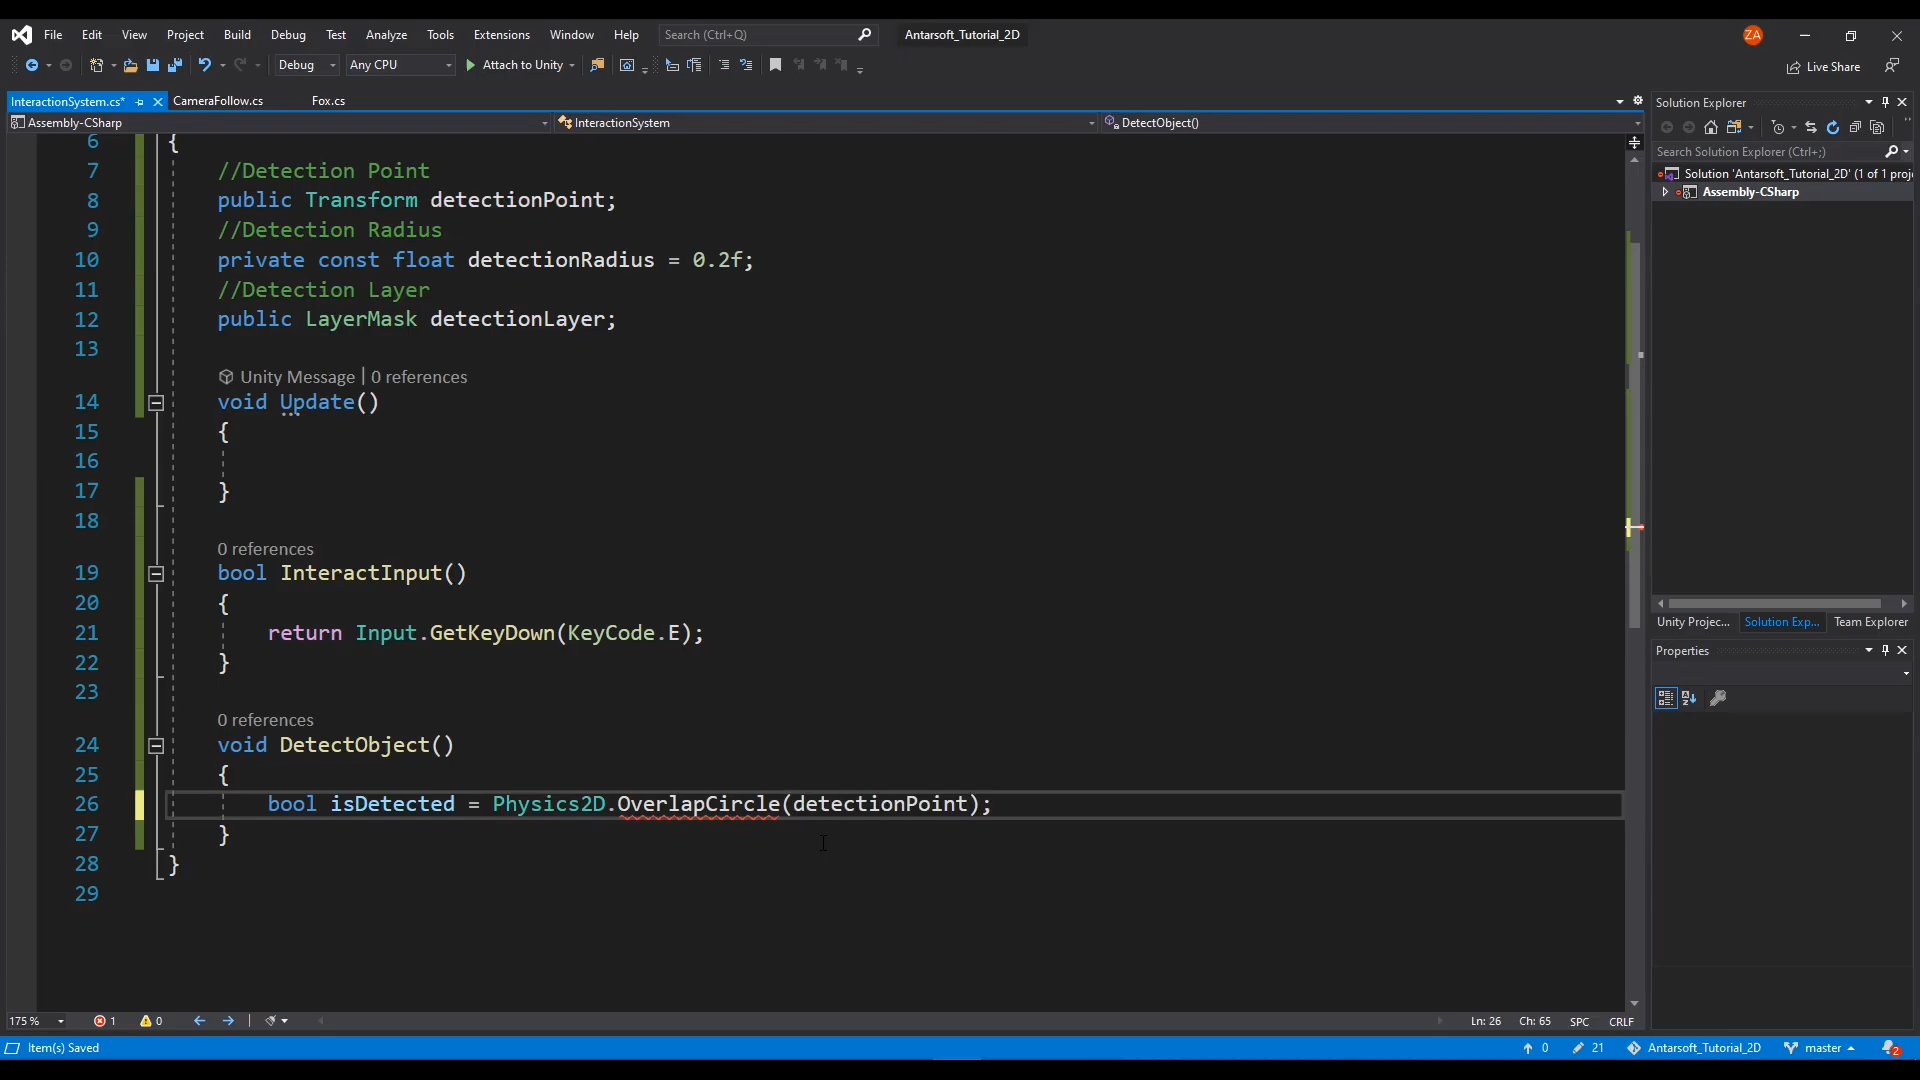 File Edit View Project Build Debug Test Analyze Tools Extensions Window Help Search (Ctrl+Q) Antarsoft_Tutorial_2D ZA
Debug Any CPU Attach to Unity Live Share
InteractionSystem.cs* CameraFollow.cs Fox.cs
Assembly-CSharp InteractionSystem DetectObject()
6 {
7 //Detection Point
8 public Transform detectionPoint;
9 //Detection Radius
10 private const float detectionRadius = 0.2f;
11 //Detection Layer
12 public LayerMask detectionLayer;
13
Unity Message | 0 references
14 void Update()
15 {
16
17 }
18
0 references
19 bool InteractInput()
20 {
21 return Input.GetKeyDown(KeyCode.E);
22 }
23
0 references
24 void DetectObject()
25 {
26 bool isDetected = Physics2D.OverlapCircle(detectionPoint);
27 }
28 }
29
175 % 1 0 Ln: 26 Ch: 65 SPC CRLF
Solution Explorer
Search Solution Explorer (Ctrl+;)
Solution 'Antarsoft_Tutorial_2D' (1 of 1 proj
Assembly-CSharp
Unity Projec... Solution Exp... Team Explorer
Properties
Item(s) Saved 0 21 Antarsoft_Tutorial_2D master 2